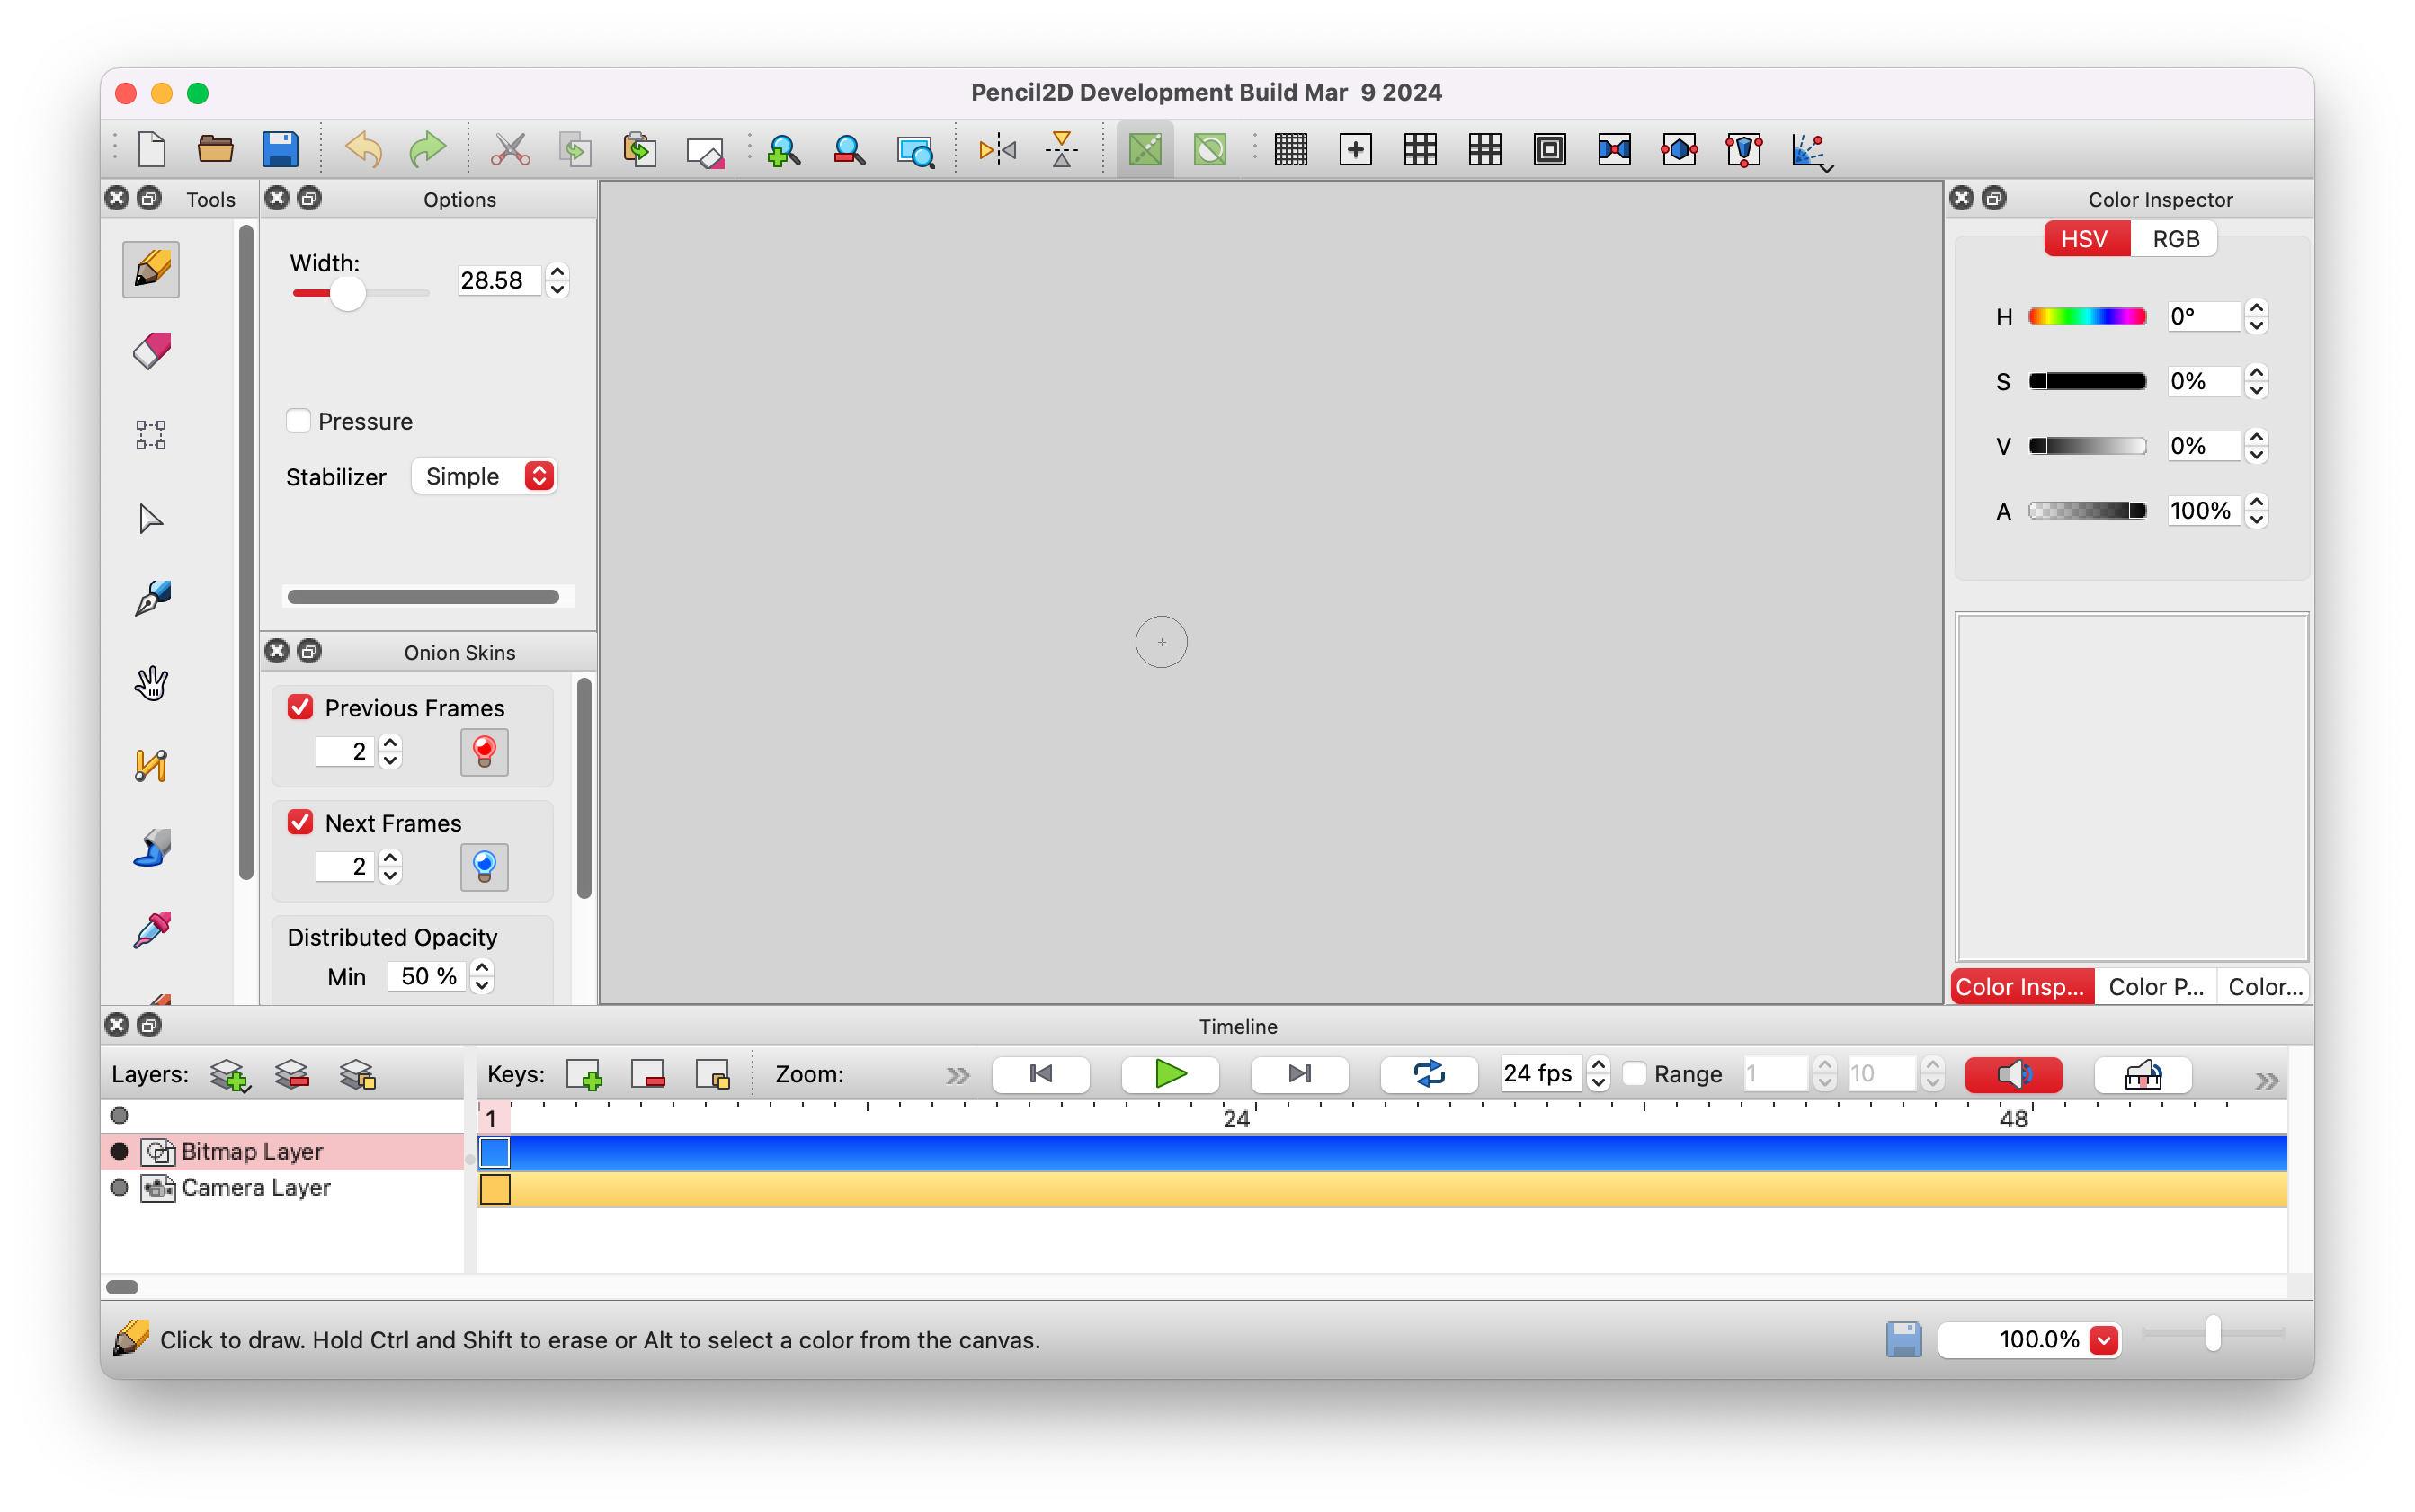 Pencil2D Development Build Mar 9 2024
Tools
Options
Color Inspector
HSV
RGB
Width:
28.58
H
0°
S
0%
V
0%
A
100%
Pressure
Stabilizer
Simple
Onion Skins
Previous Frames
2
Next Frames
2
Distributed Opacity
Min
50 %
Color Insp...
Color P...
Color...
Timeline
Layers:
Keys:
Zoom:
24 fps
Range
1
10
1
24
48
Bitmap Layer
Camera Layer
Click to draw. Hold Ctrl and Shift to erase or Alt to select a color from the canvas.
100.0%